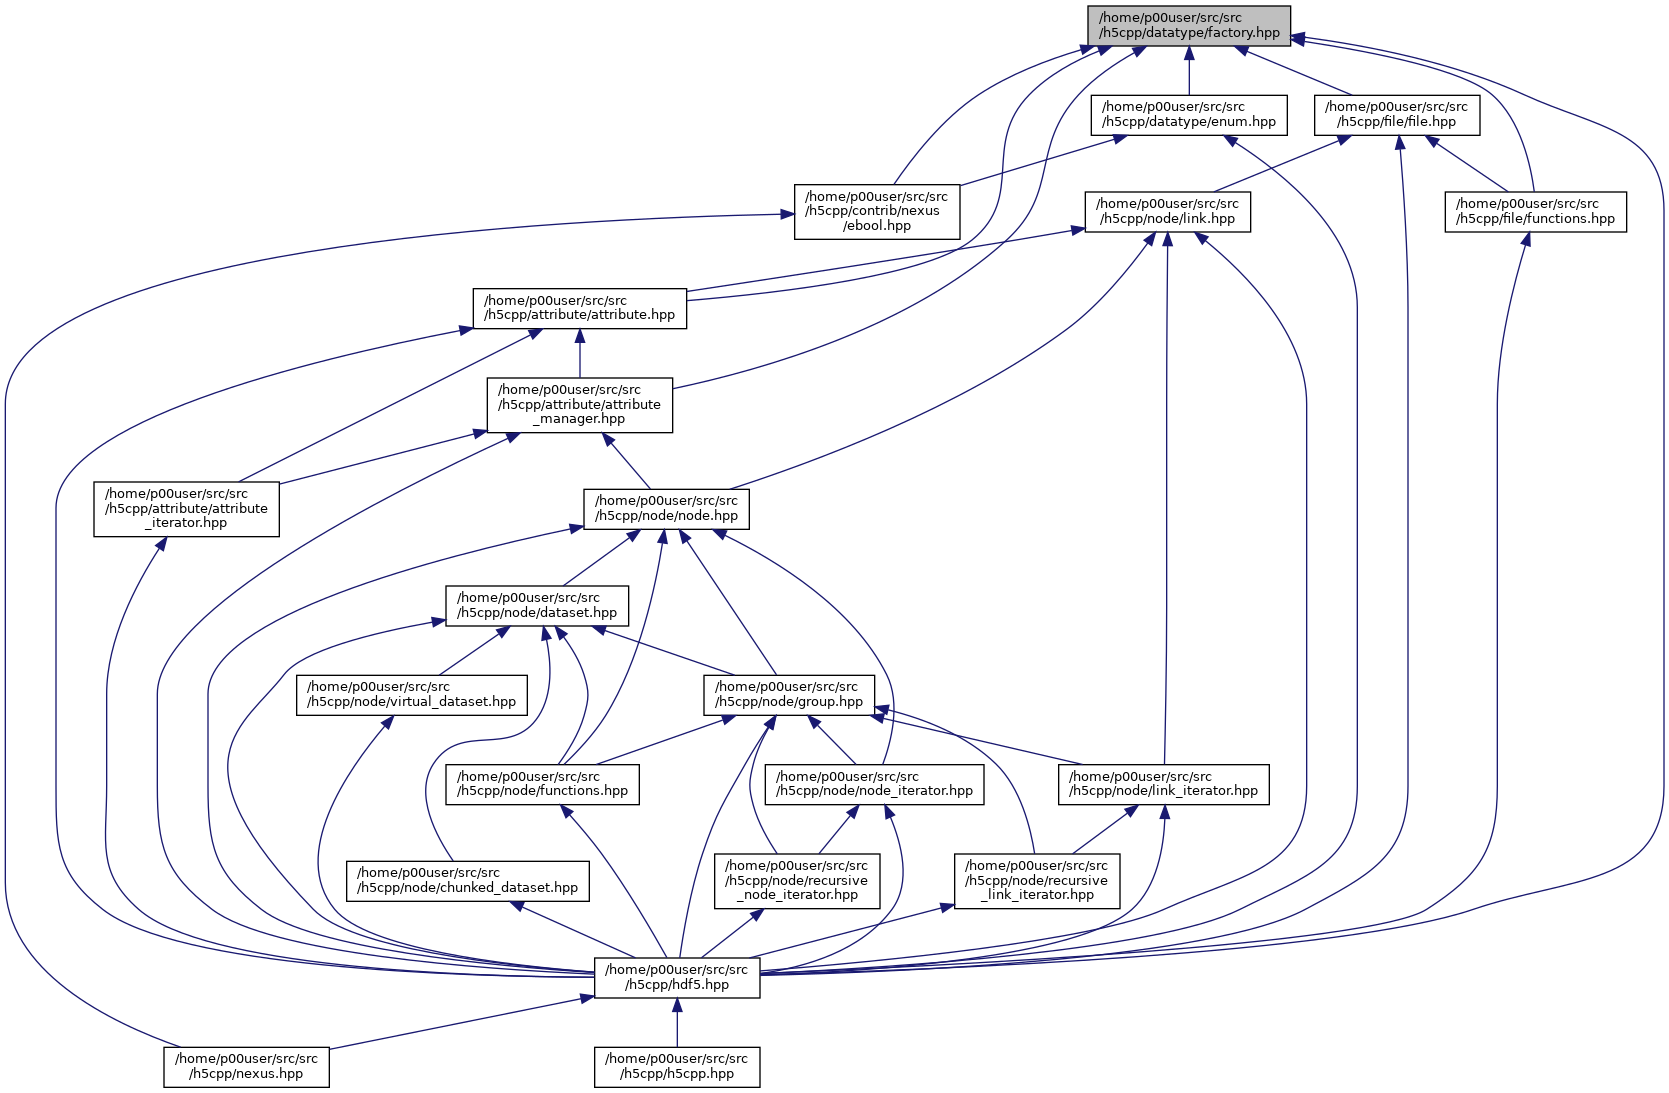 /home/p00user/src/src
/h5cpp/datatype/factory.hpp
/home/p00user/src/src
/h5cpp/datatype/enum.hpp
/home/p00user/src/src
/h5cpp/file/file.hpp
/home/p00user/src/src
/h5cpp/contrib/nexus
/ebool.hpp
/home/p00user/src/src
/h5cpp/node/link.hpp
/home/p00user/src/src
/h5cpp/file/functions.hpp
/home/p00user/src/src
/h5cpp/attribute/attribute.hpp
/home/p00user/src/src
/h5cpp/attribute/attribute
_manager.hpp
/home/p00user/src/src
/h5cpp/attribute/attribute
_iterator.hpp
/home/p00user/src/src
/h5cpp/node/node.hpp
/home/p00user/src/src
/h5cpp/node/dataset.hpp
/home/p00user/src/src
/h5cpp/node/virtual_dataset.hpp
/home/p00user/src/src
/h5cpp/node/group.hpp
/home/p00user/src/src
/h5cpp/node/functions.hpp
/home/p00user/src/src
/h5cpp/node/node_iterator.hpp
/home/p00user/src/src
/h5cpp/node/link_iterator.hpp
/home/p00user/src/src
/h5cpp/node/chunked_dataset.hpp
/home/p00user/src/src
/h5cpp/node/recursive
_node_iterator.hpp
/home/p00user/src/src
/h5cpp/node/recursive
_link_iterator.hpp
/home/p00user/src/src
/h5cpp/hdf5.hpp
/home/p00user/src/src
/h5cpp/nexus.hpp
/home/p00user/src/src
/h5cpp/h5cpp.hpp